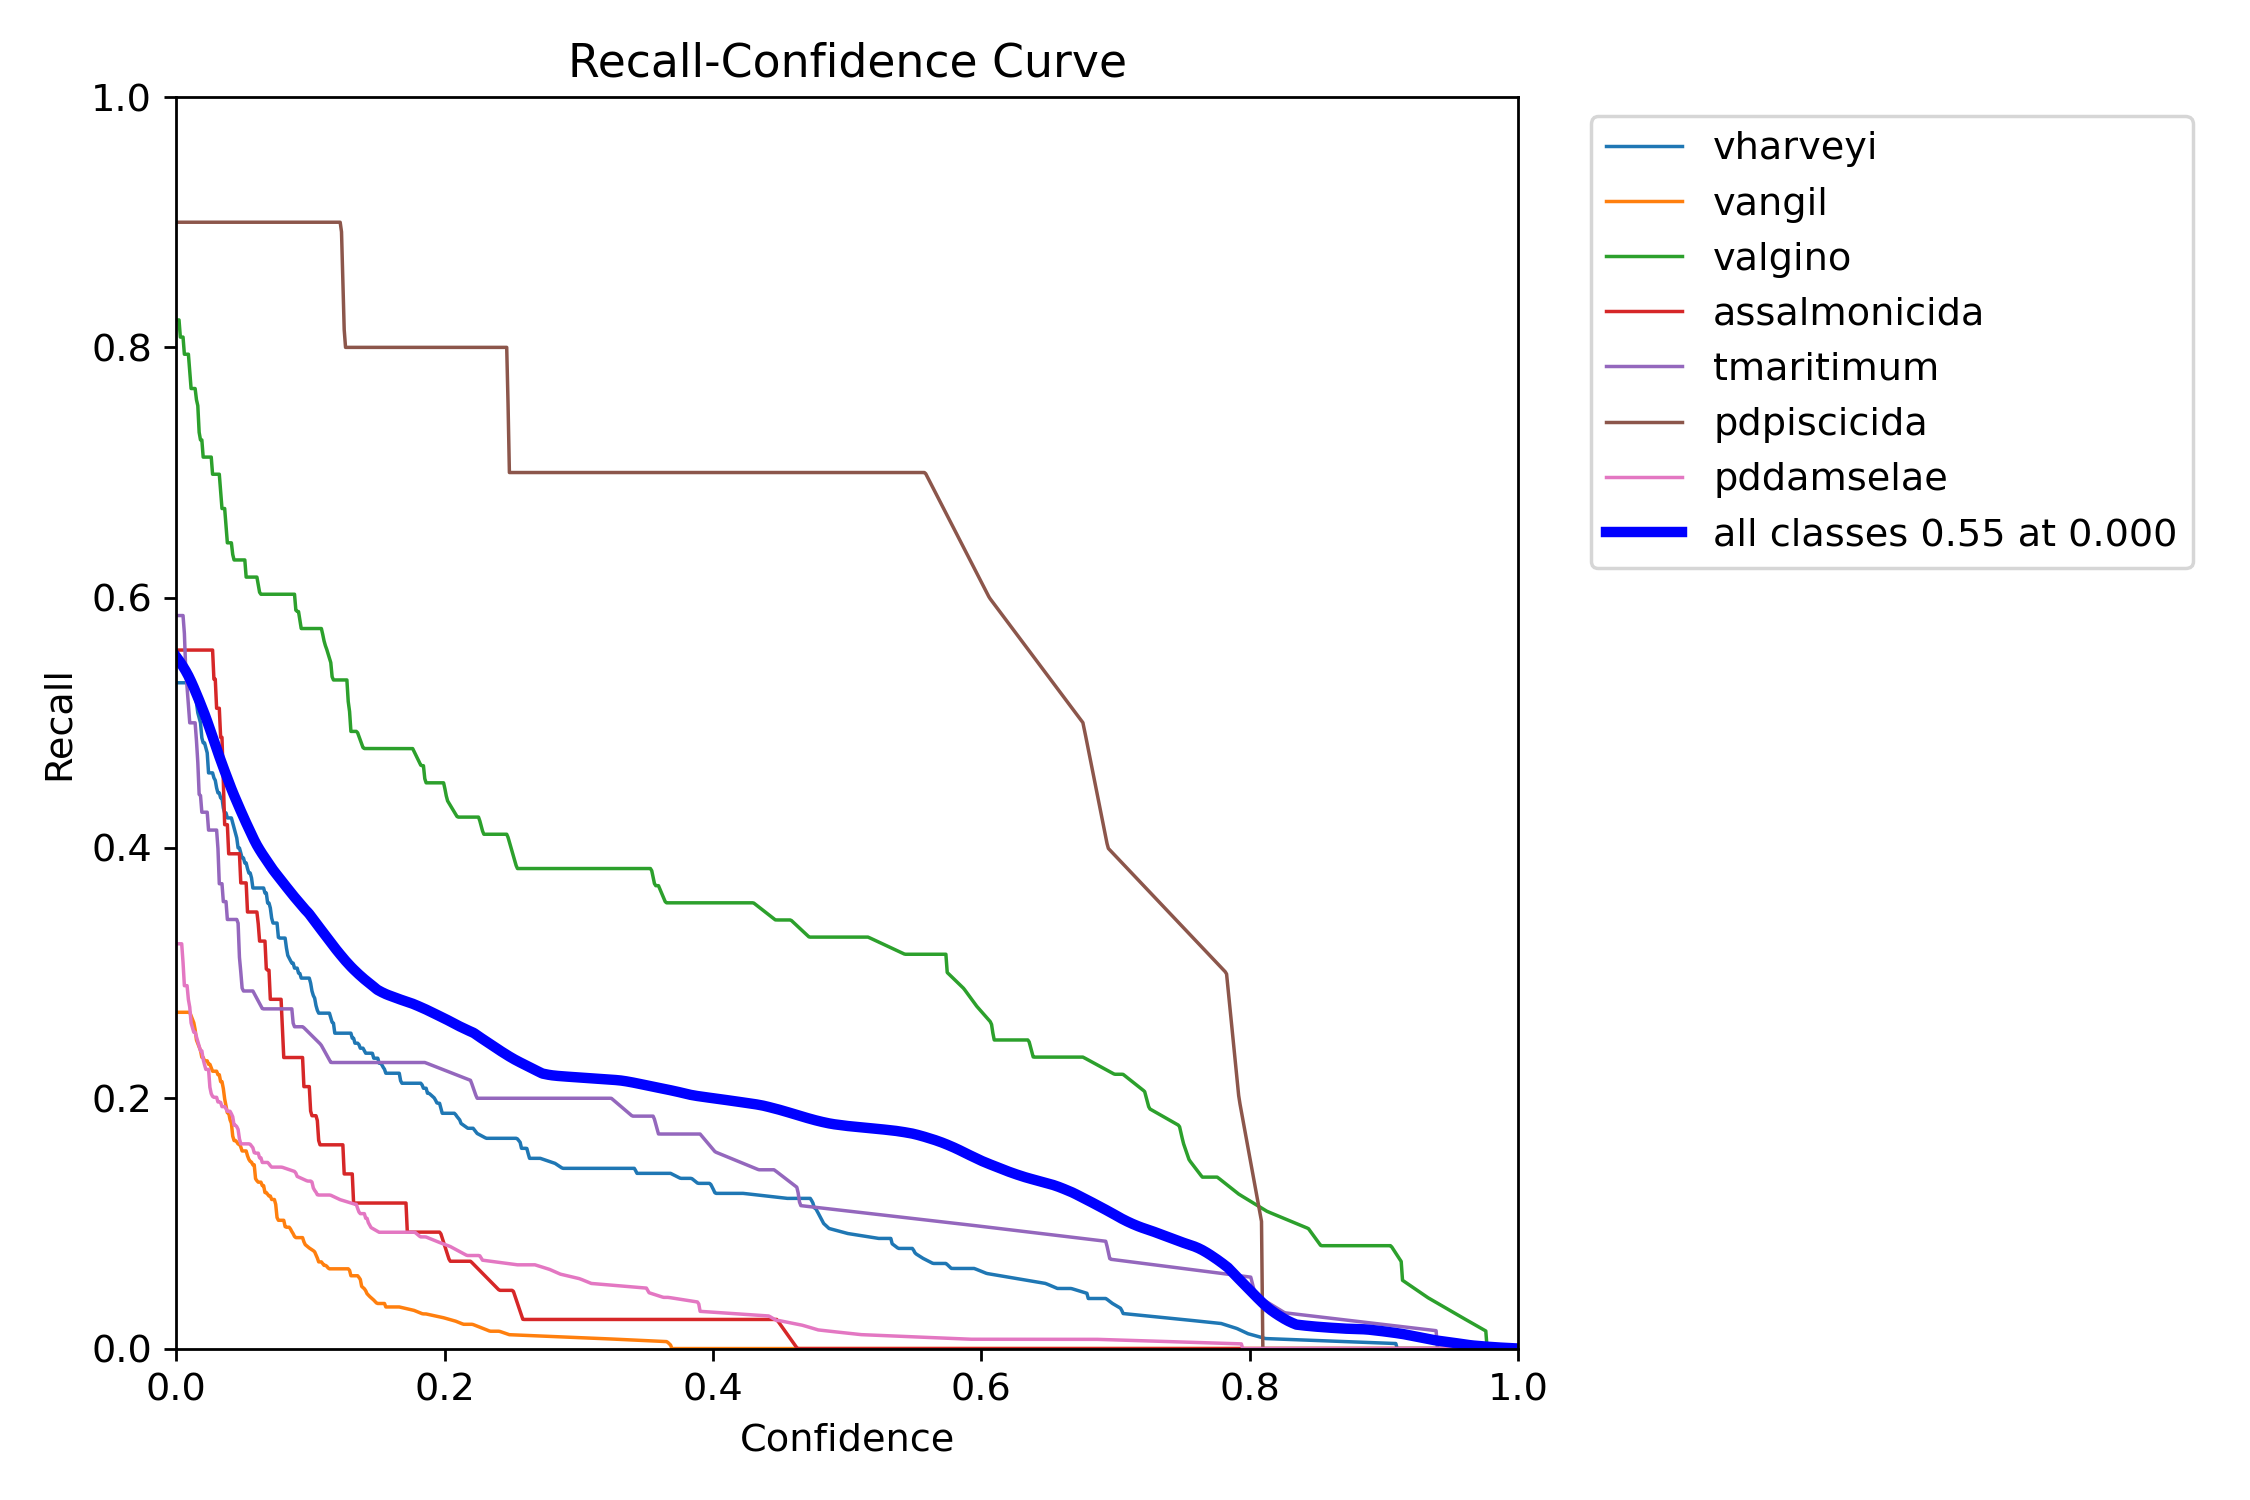 Recall-Confidence Curve
1.0
0.8
0.6
0.4
0.2
0.0
Recall
0.0 0.2 0.4 0.6 0.8 1.0
Confidence
vharveyi
vangil
valgino
assalmonicida
tmaritimum
pdpiscicida
pddamselae
all classes 0.55 at 0.000